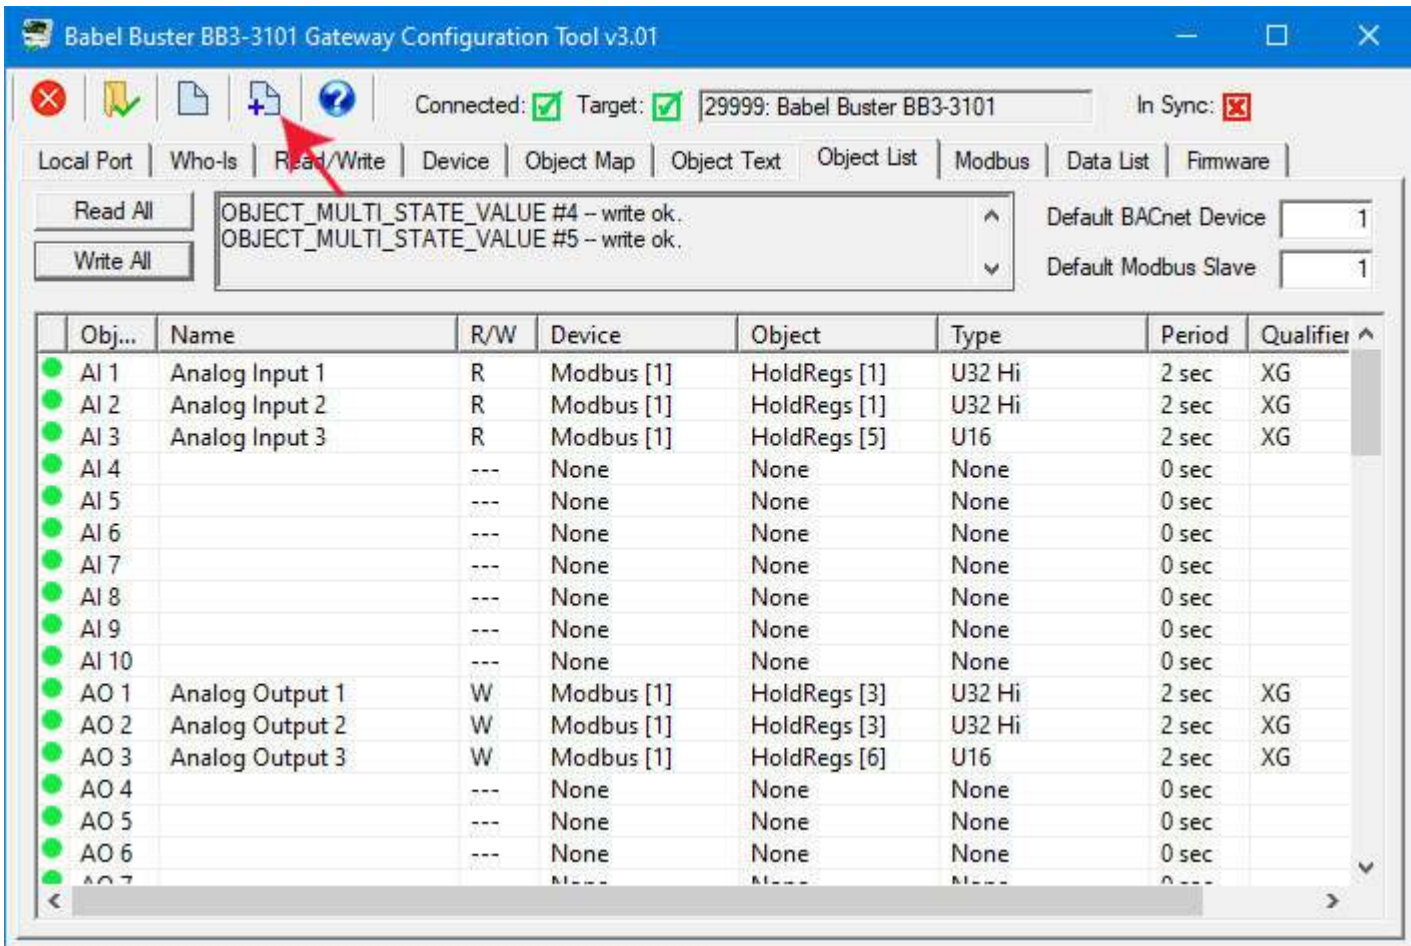 Babel Buster BB3-3101 Gateway Configuration Tool v3.01
Connected: Target: 29999: Babel Buster BB3-3101 In Sync:
Local Port Who-Is Read/Write Device Object Map Object Text Object List Modbus Data List Firmware
Read All
OBJECT_MULTI_STATE_VALUE #4 -- write ok.
Default BACnet Device 1
OBJECT_MULTI_STATE_VALUE #5 -- write ok.
Write All
Default Modbus Slave 1
Obj... Name R/W Device Object Type Period Qualifier
AI 1 Analog Input 1 R Modbus [1] HoldRegs [1] U32 Hi 2 sec XG
AI 2 Analog Input 2 R Modbus [1] HoldRegs [1] U32 Hi 2 sec XG
AI 3 Analog Input 3 R Modbus [1] HoldRegs [5] U16 2 sec XG
AI 4 --- None None None 0 sec
AI 5 --- None None None 0 sec
AI 6 --- None None None 0 sec
AI 7 --- None None None 0 sec
AI 8 --- None None None 0 sec
AI 9 --- None None None 0 sec
AI 10 --- None None None 0 sec
AO 1 Analog Output 1 W Modbus [1] HoldRegs [3] U32 Hi 2 sec XG
AO 2 Analog Output 2 W Modbus [1] HoldRegs [3] U32 Hi 2 sec XG
AO 3 Analog Output 3 W Modbus [1] HoldRegs [6] U16 2 sec XG
AO 4 --- None None None 0 sec
AO 5 --- None None None 0 sec
AO 6 --- None None None 0 sec